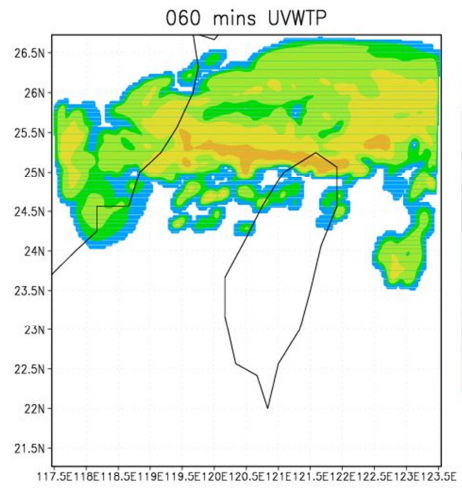 060 mins UVWTP
26.5N
26N
25.5N
25N
24.5N
24N
23.5N
23N
22.5N
22N
21.5N
117.5E118E118.5E119E119.5E120E120.5E121E121.5E122E122.5E123E123.5E